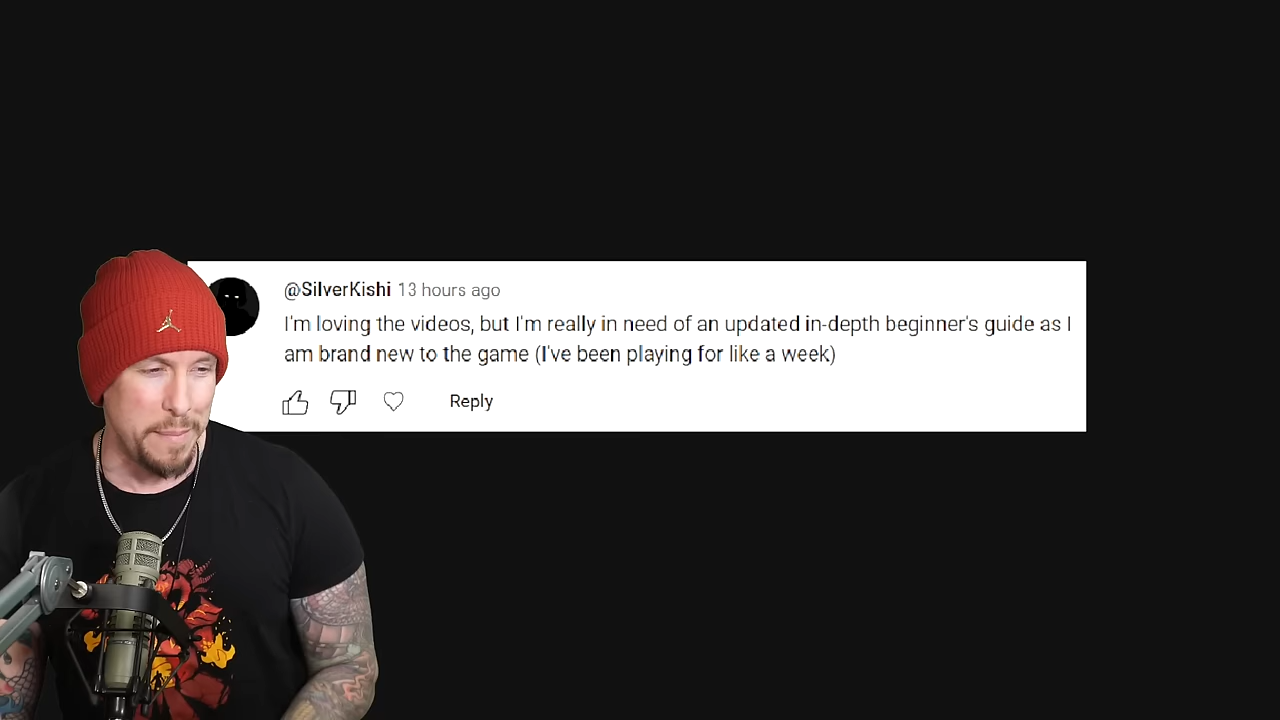 @SilverKishi 13 hours ago
I'm loving the videos, but I'm really in need of an updated in-depth beginner's guide as I
am brand new to the game (I've been playing for like a week)
Reply